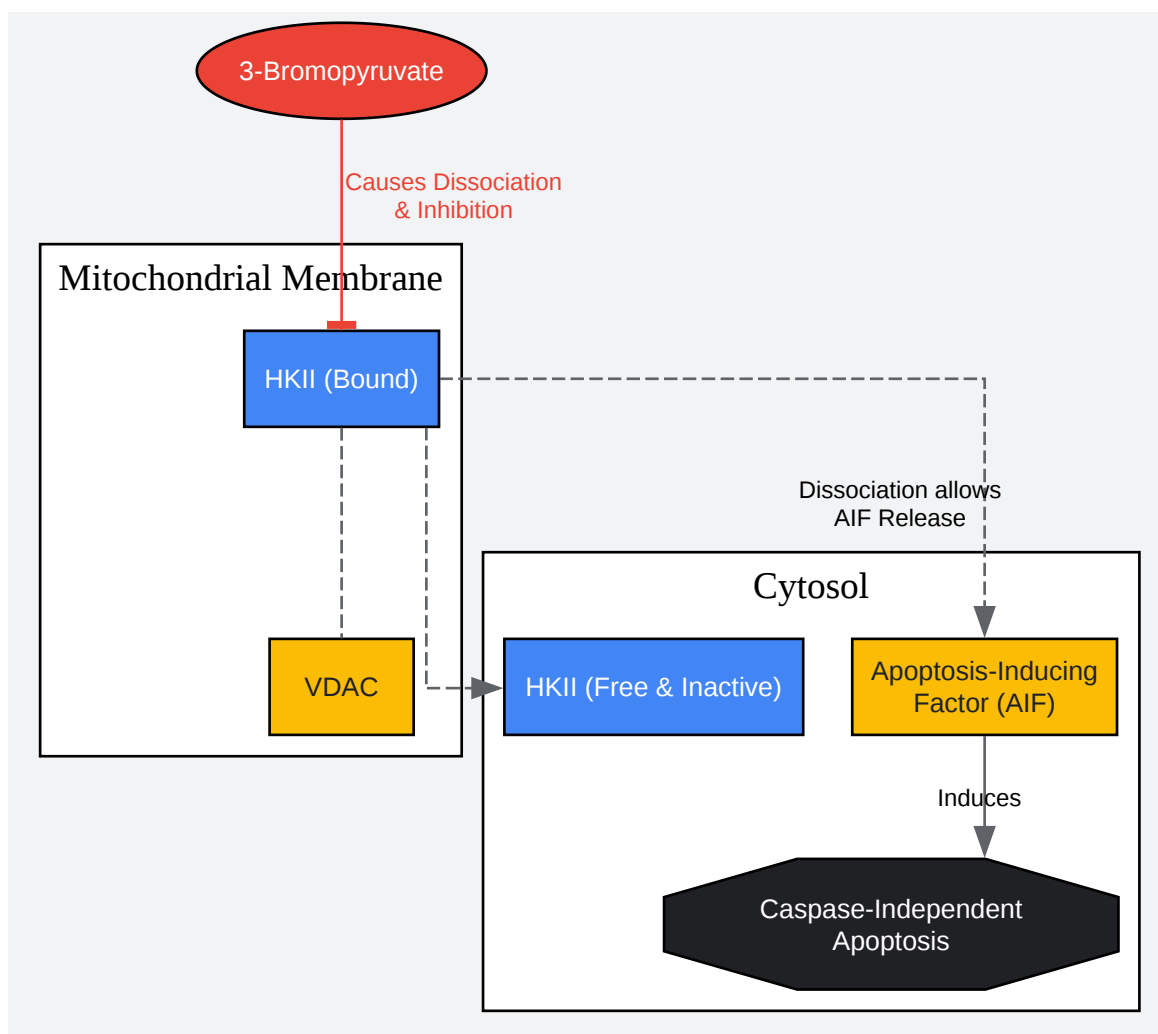 3-Bromopyruvate
Causes Dissociation
& Inhibition
Mitochondrial Membrane
HKII (Bound)
Dissociation allows
AIF Release
Cytosol
VDAC
HKII (Free & Inactive)
Apoptosis-Inducing
Factor (AIF)
Induces
Caspase-Independent
Apoptosis